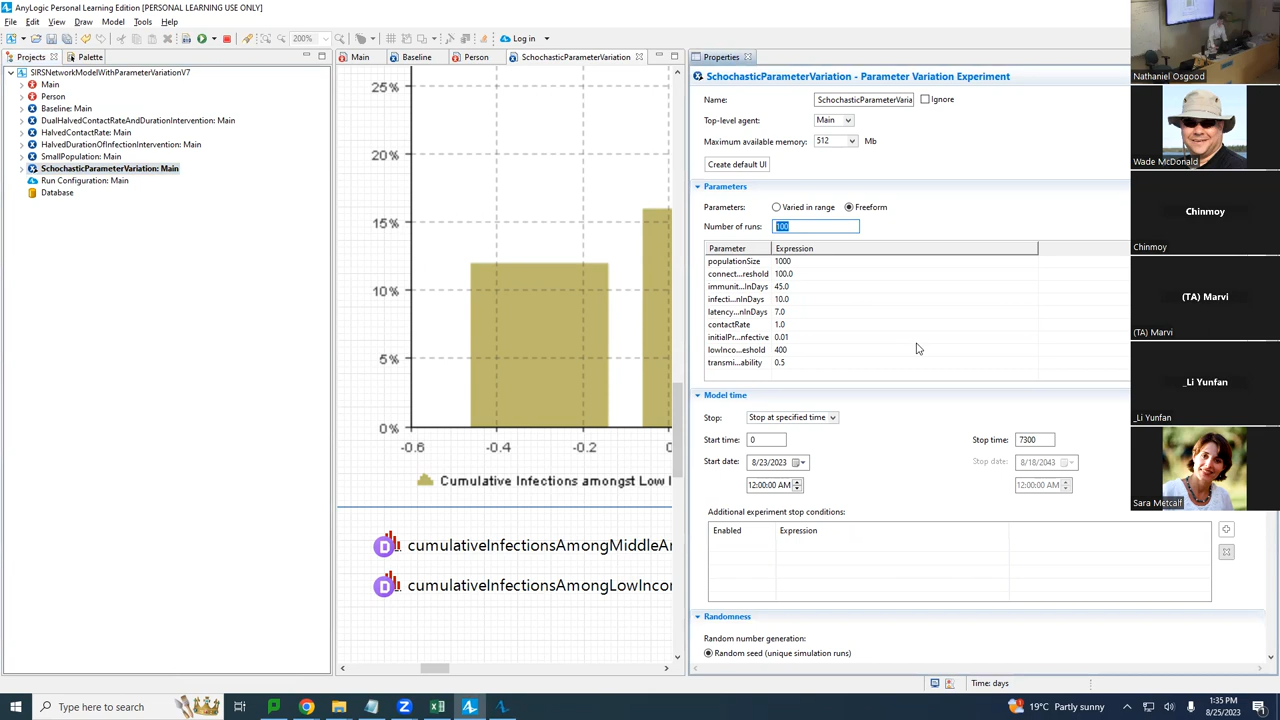 AnyLogic Personal Learning Edition [PERSONAL LEARNING USE ONLY]
File Edit View Draw Model Tools Help
200% Log in
Projects Palette
SIRSNetworkModelWithParameterVariationV7
Main
Person
Baseline: Main
DualHalvedContactRateAndDurationIntervention: Main
HalvedContactRate: Main
HalvedDurationOfInfectionIntervention: Main
SmallPopulation: Main
SchochasticParameterVariation: Main
Run Configuration: Main
Database
Main Baseline Person SchochasticParameterVariation
25%
20%
15%
10%
5%
0%
-0.6 -0.4 -0.2 0
Cumulative Infections amongst Low I
cumulativeInfectionsAmongMiddleAn
cumulativeInfectionsAmongLowIncor
Properties
SchochasticParameterVariation - Parameter Variation Experiment
Name: SchochasticParameterVaria Ignore
Top-level agent: Main
Maximum available memory: 512 Mb
Create default UI
Parameters
Parameters: Varied in range Freeform
Number of runs: 100
Parameter Expression
populationSize 1000
connect...reshold 100.0
immunit...InDays 45.0
infecti...nInDays 10.0
latency...nInDays 7.0
contactRate 1.0
initialPr...nfective 0.01
lowInco...eshold 400
transmi...ability 0.5
Model time
Stop: Stop at specified time
Start time: 0 Stop time: 7300
Start date: 8/23/2023 Stop date: 8/18/2043
12:00:00 AM 12:00:00 AM
Additional experiment stop conditions:
Enabled Expression
Randomness
Random number generation:
Random seed (unique simulation runs)
Time: days
Nathaniel Osgood
Wade McDonald
Chinmoy
Chinmoy
(TA) Marvi
(TA) Marvi
_Li Yunfan
_Li Yunfan
Sara Metcalf
Type here to search
19°C Partly sunny
1:35 PM
8/25/2023